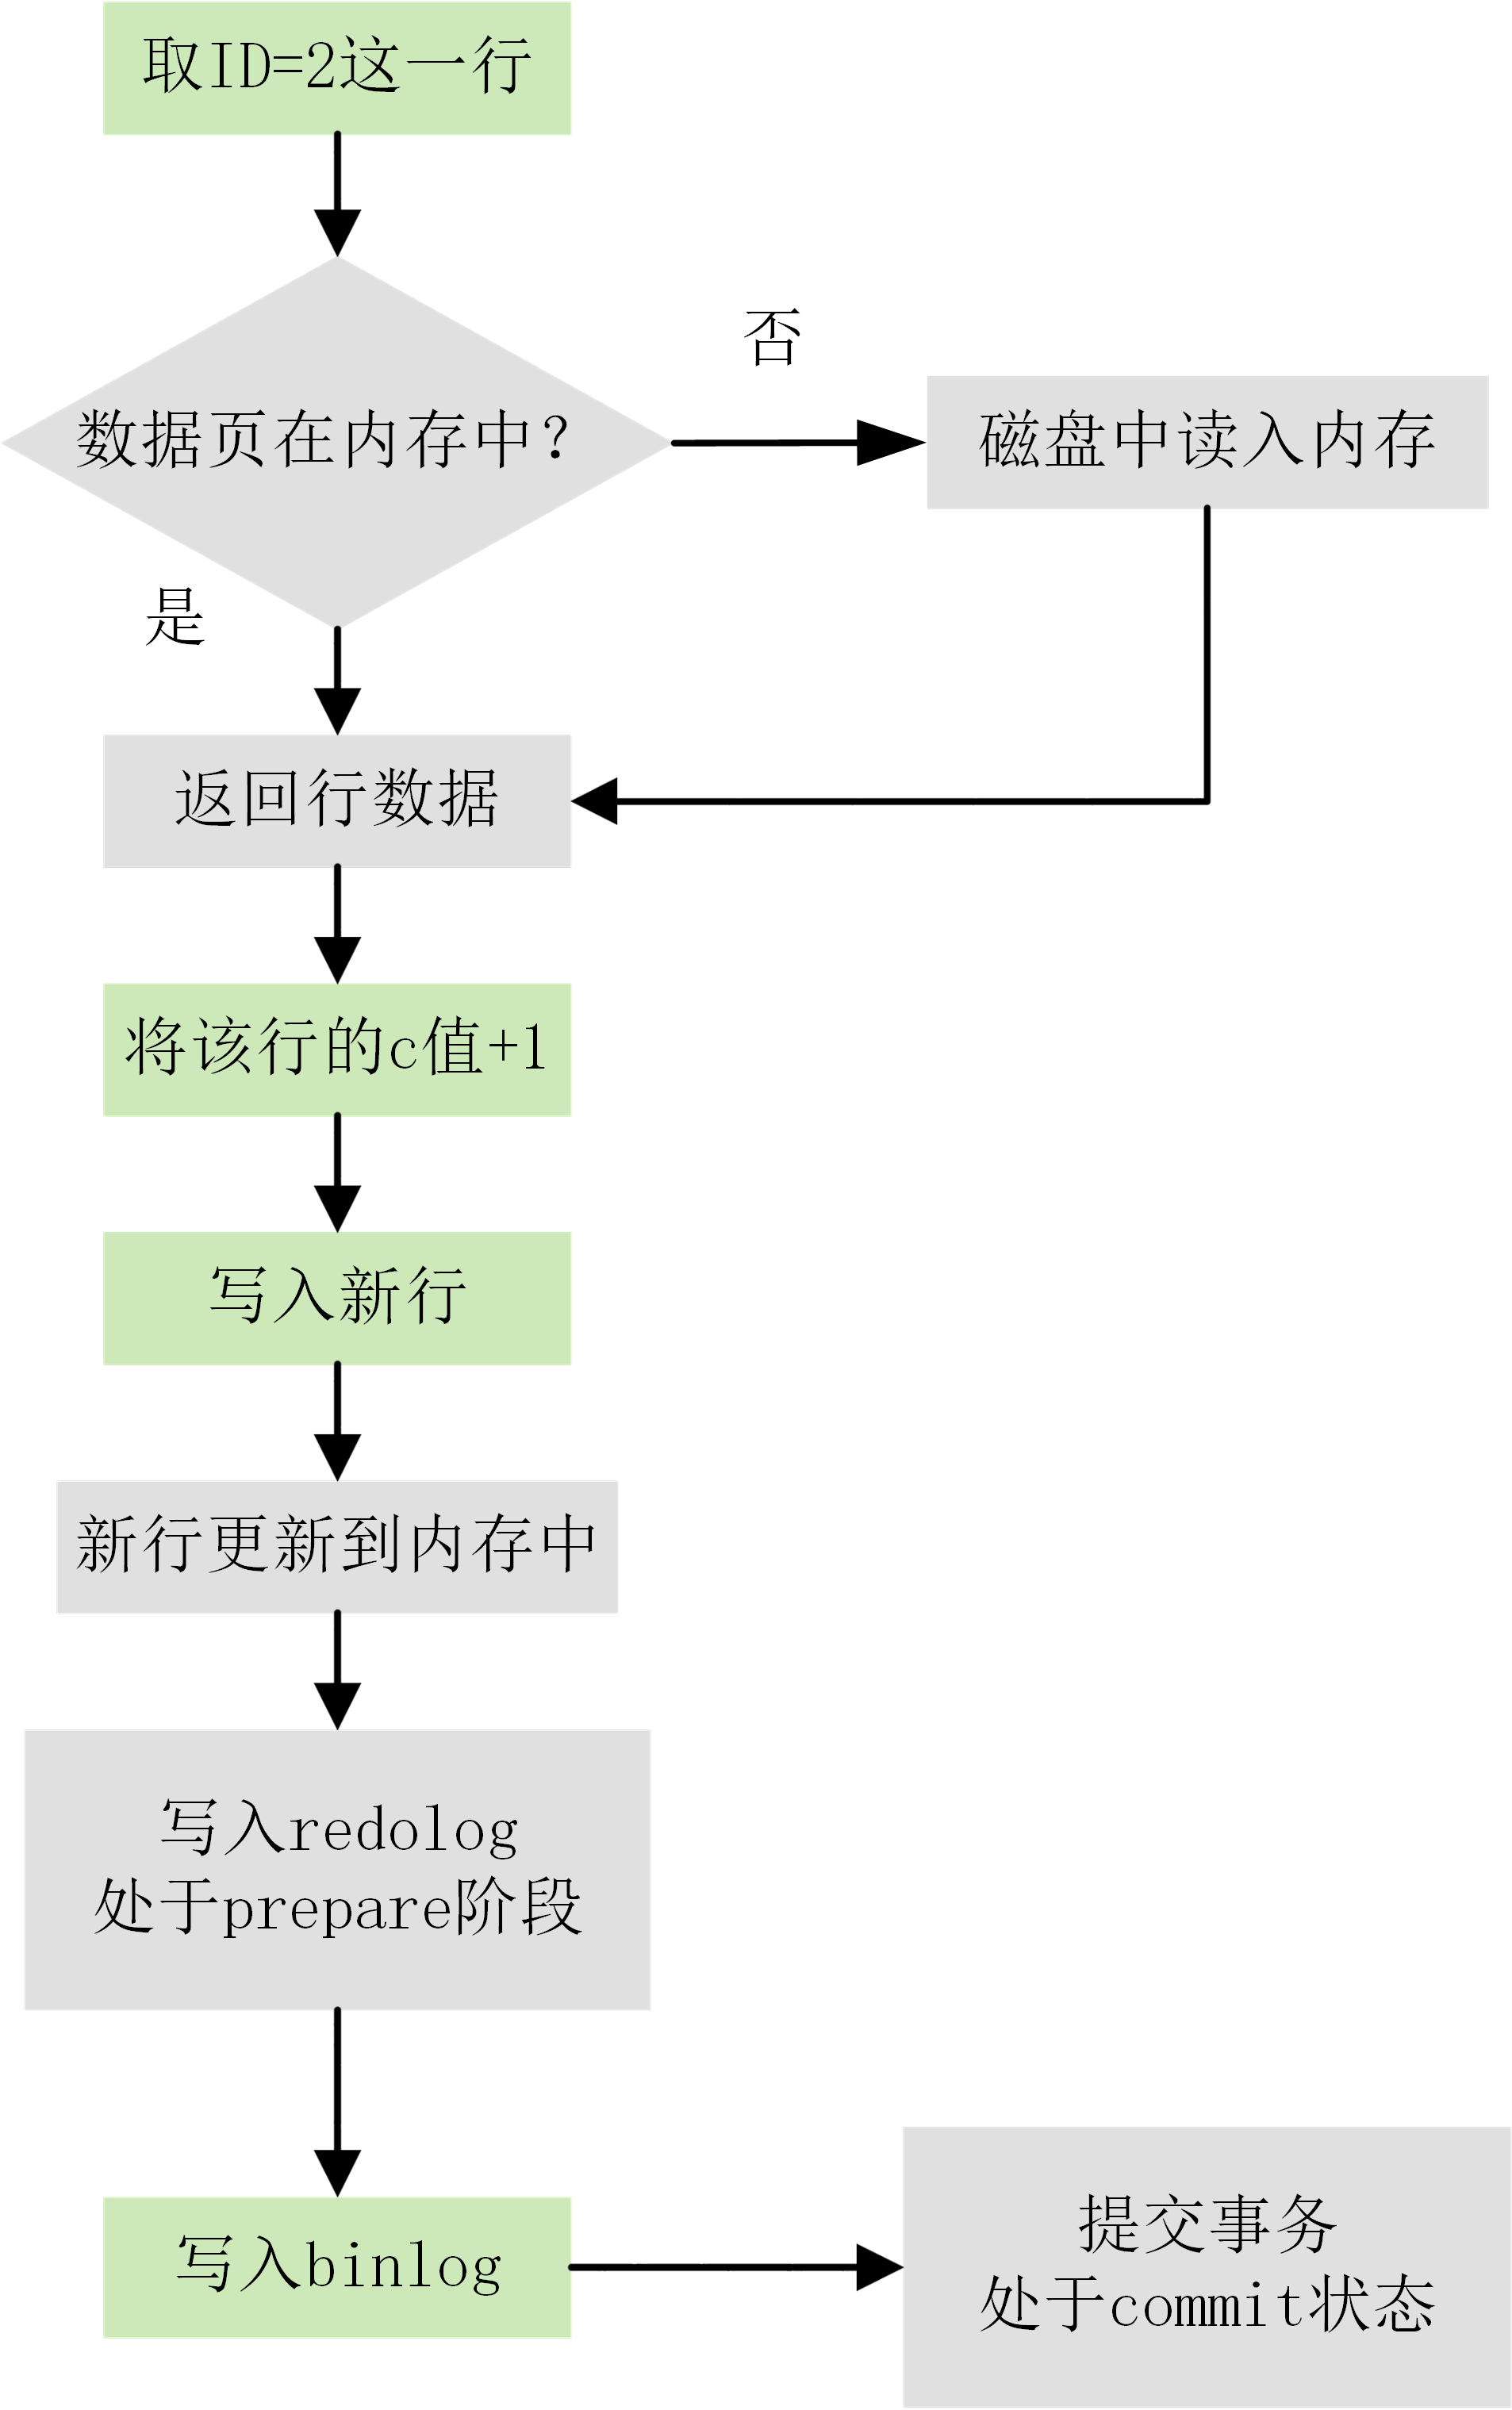 取ID=2这一行
否
数据页在内存中？
磁盘中读入内存
是
返回行数据
将该行的c值+1
写入新行
新行更新到内存中
写入redolog
处于prepare阶段
写入binlog
提交事务
处于commit状态